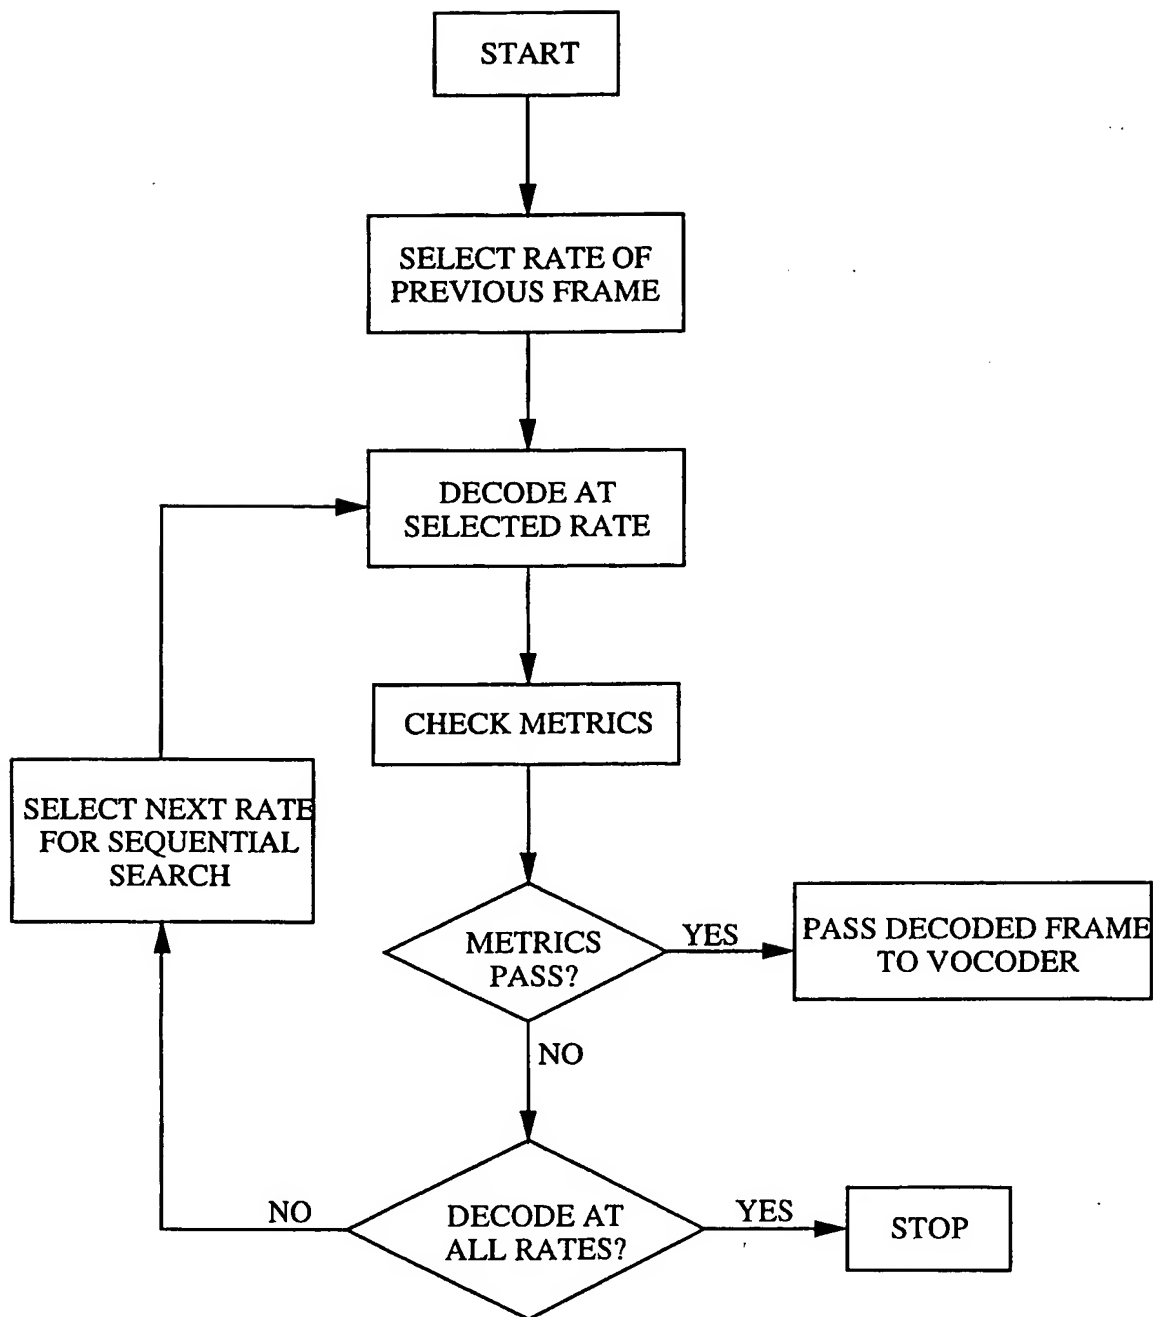 START
SELECT RATE OF
PREVIOUS FRAME
DECODE AT
SELECTED RATE
CHECK METRICS
SELECT NEXT RATE
FOR SEQUENTIAL
SEARCH
METRICS
PASS?
YES
PASS DECODED FRAME
TO VOCODER
NO
DECODE AT
ALL RATES?
NO
YES
STOP